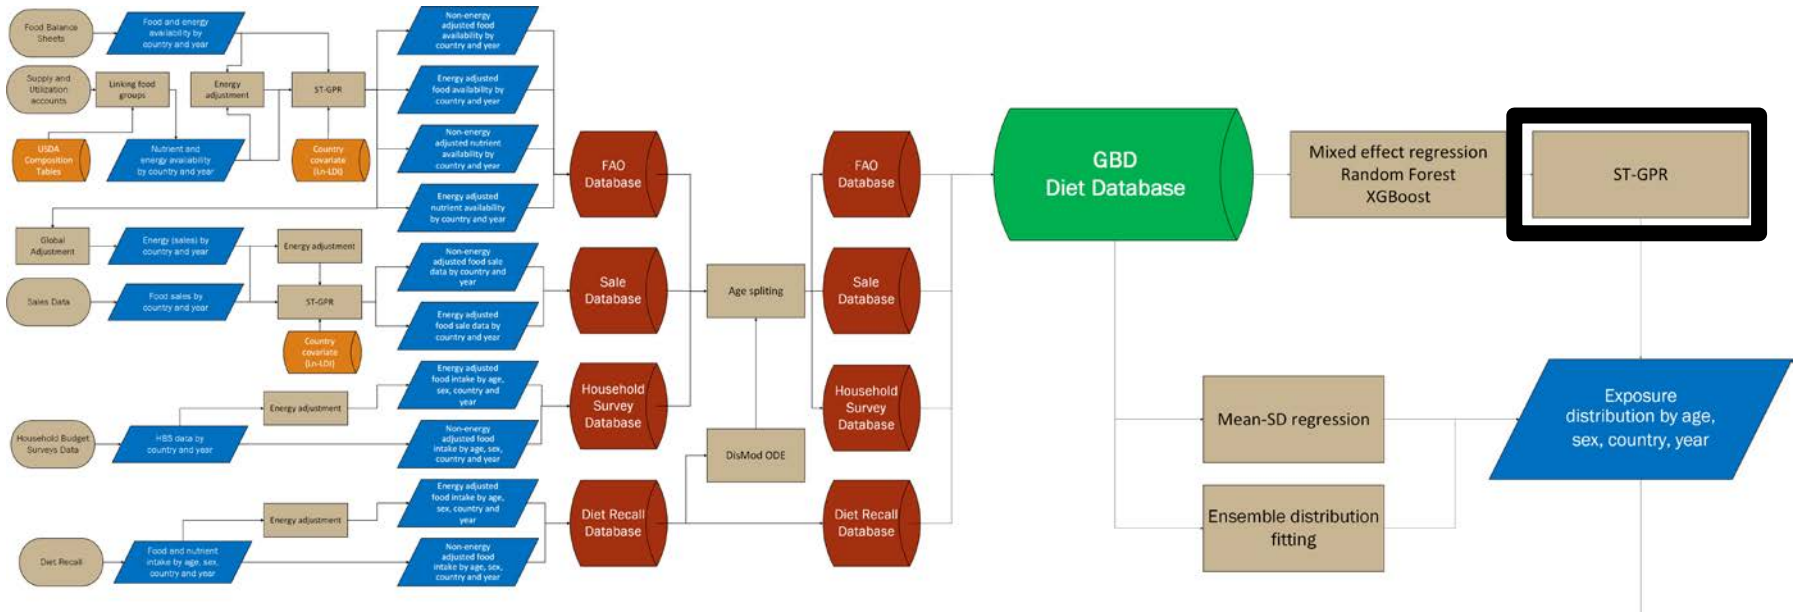 Food Balance
Sheets
Food and energy
availability by
country and year
Supply and
Utilization
accounts
Linking food
groups
Energy
adjustment
ST-GPR
USDA
Composition
Tables
Nutrient and
energy availability
by country and year
Country
covariate
(Ln-LDI)
Non-energy
adjusted food
availability by
country and year
Energy adjusted
food availability by
country and year
Non-energy
adjusted nutrient
availability by
country and year
Energy adjusted
nutrient availability
by country and year
Global
Adjustment
Energy (sales) by
country and year
Energy adjustment
Sales Data
Food sales by
country and year
ST-GPR
Country
covariate
(Ln-LDI)
Non-energy
adjusted food sale
data by country and
year
Energy adjusted
food sale data by
country and year
Household Budget
Surveys Data
HBS data by
country and year
Energy adjustment
Energy adjusted
food intake by age,
sex, country and
year
Non-energy
adjusted food
intake by age, sex,
country and year
Diet Recall
Food and nutrient
intake by age, sex,
country and year
Energy adjustment
Energy adjusted
food intake by age,
sex, country and
year
Non-energy
adjusted food
intake by age, sex,
country and year
FAO
Database
Sale
Database
Household
Survey
Database
Diet Recall
Database
Age spliting
DisMod ODE
FAO
Database
Sale
Database
Household
Survey
Database
Diet Recall
Database
GBD
Diet Database
Mixed effect regression
Random Forest
XGBoost
ST-GPR
Mean-SD regression
Ensemble distribution
fitting
Exposure
distribution by age,
sex, country, year